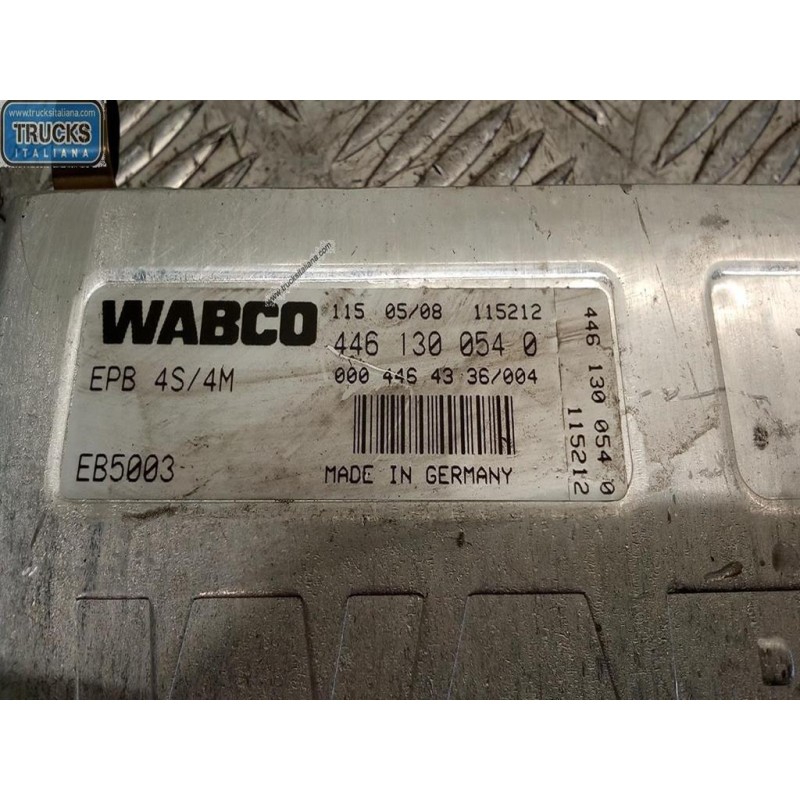 www.trucksitaliana.com
TRUCKS
ITALIANA
www.trucksitaliana.com
WABCO
115 05/08 115212
446 130 054 0
EPB 4S/4M
000 446 43 36/004
EB5003
MADE IN GERMANY
446 130 054 0
115212